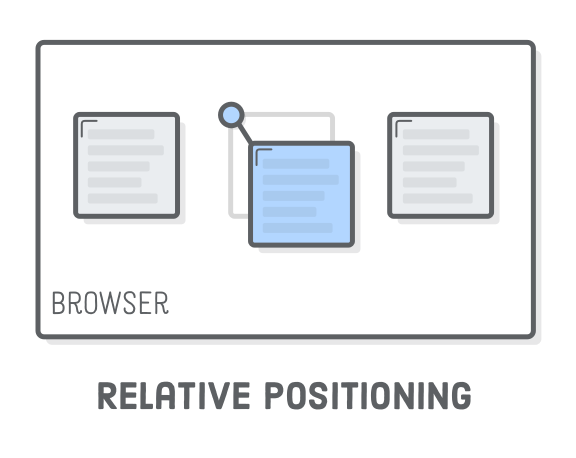 BROWSER
RELATIVE POSITIONING